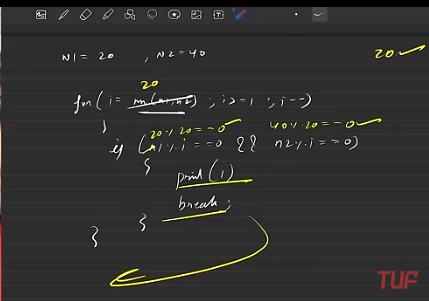 N1 = 20 , N2 = 40
20 ✓
20
for( i = min(n1,n2) ; i>=1 ; i--)
{
20 % 20 == 0 ✓ 40 % 20 == 0 ✓
if (n1 % i == 0 && n2 % i == 0)
{
print(i)
break;
}
}
TUF